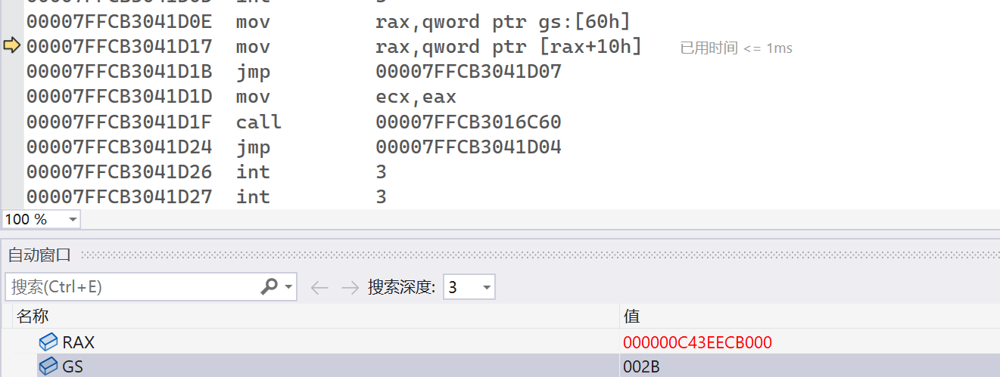 00007FFCB3041D0E mov rax,qword ptr gs:[60h]
00007FFCB3041D17 mov rax,qword ptr [rax+10h] 已用时间 <= 1ms
00007FFCB3041D1B jmp 00007FFCB3041D07
00007FFCB3041D1D mov ecx,eax
00007FFCB3041D1F call 00007FFCB3016C60
00007FFCB3041D24 jmp 00007FFCB3041D04
00007FFCB3041D26 int 3
00007FFCB3041D27 int 3
100 %
自动窗口
搜索(Ctrl+E) 搜索深度: 3
名称 值
RAX 000000C43EECB000
GS 002B